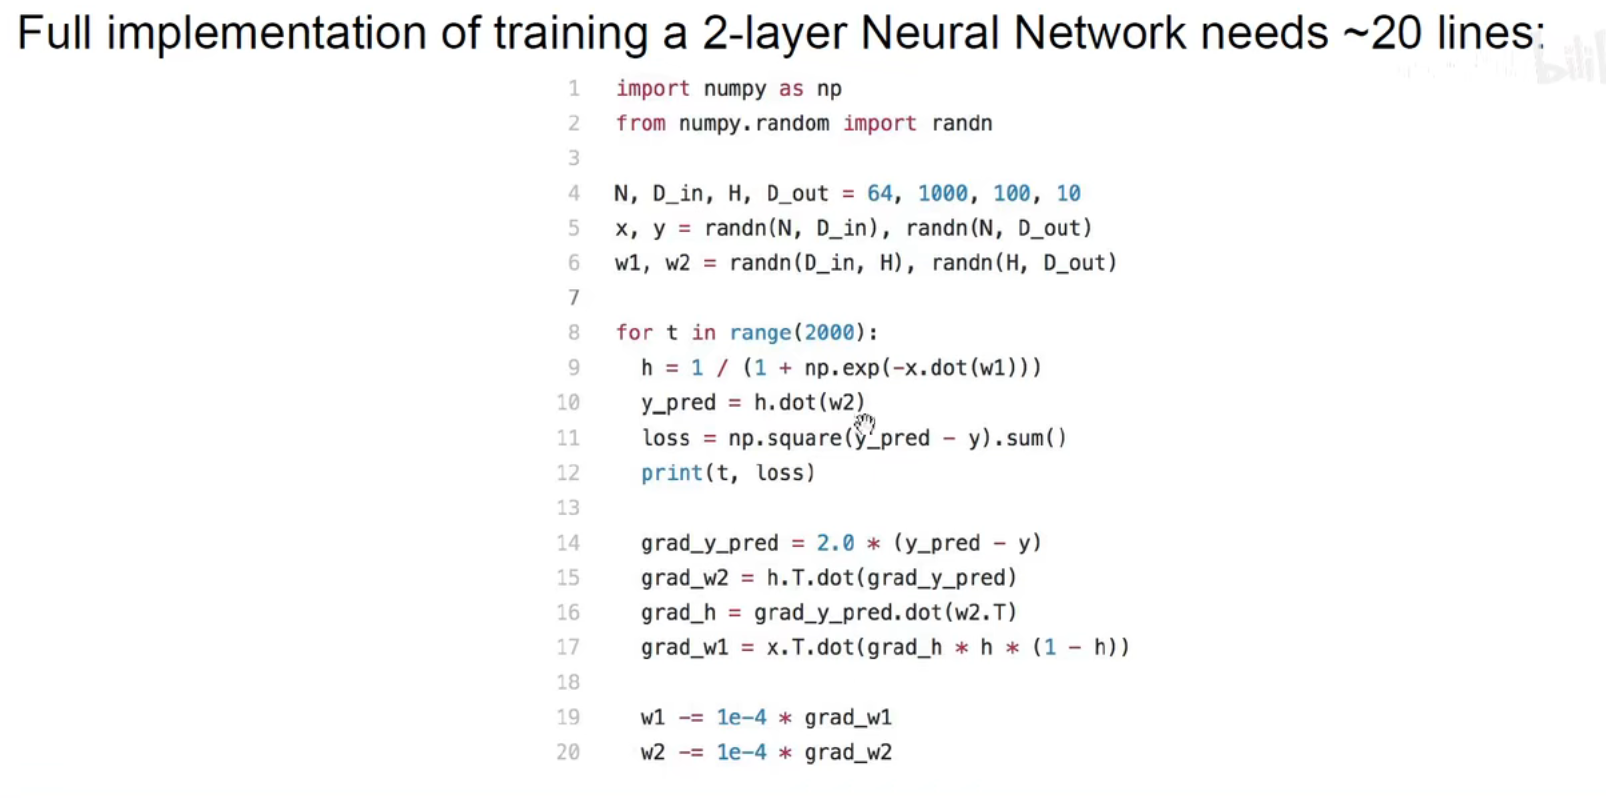 Full implementation of training a 2-layer Neural Network needs ~20 lines:
bilil
1 import numpy as np
2 from numpy.random import randn
3
4 N, D_in, H, D_out = 64, 1000, 100, 10
5 x, y = randn(N, D_in), randn(N, D_out)
6 w1, w2 = randn(D_in, H), randn(H, D_out)
7
8 for t in range(2000):
9   h = 1 / (1 + np.exp(-x.dot(w1)))
10   y_pred = h.dot(w2)
11   loss = np.square(y_pred - y).sum()
12   print(t, loss)
13
14   grad_y_pred = 2.0 * (y_pred - y)
15   grad_w2 = h.T.dot(grad_y_pred)
16   grad_h = grad_y_pred.dot(w2.T)
17   grad_w1 = x.T.dot(grad_h * h * (1 - h))
18
19   w1 -= 1e-4 * grad_w1
20   w2 -= 1e-4 * grad_w2